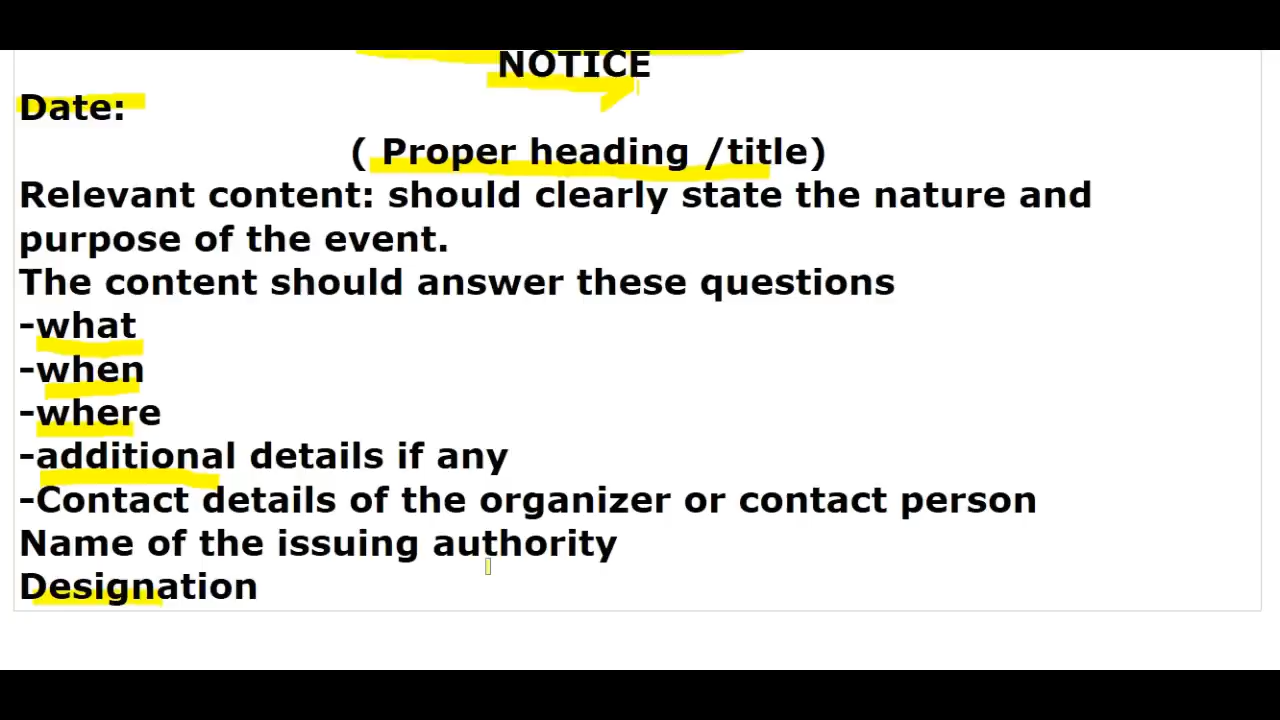 NOTICE
Date:
( Proper heading /title)
Relevant content: should clearly state the nature and
purpose of the event.
The content should answer these questions
-what
-when
-where
-additional details if any
-Contact details of the organizer or contact person
Name of the issuing authority
Designation